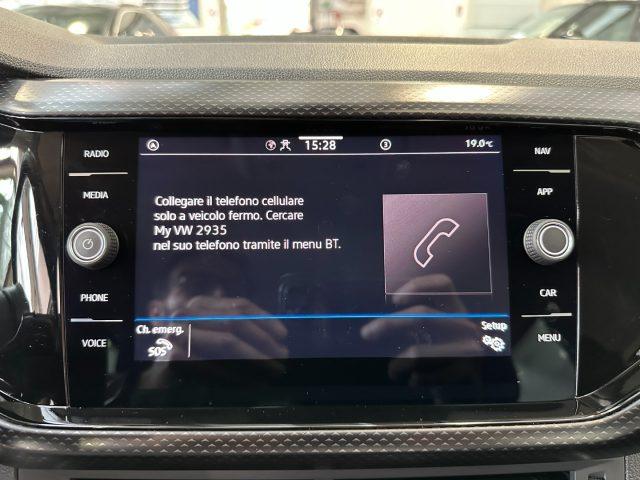 RADIO
MEDIA
PHONE
VOICE
A
15:28
3
19.0°C
Collegare il telefono cellulare
solo a veicolo fermo. Cercare
My VW 2935
nel suo telefono tramite il menu BT.
Ch. emerg.
SOS
Setup
NAV
APP
CAR
MENU